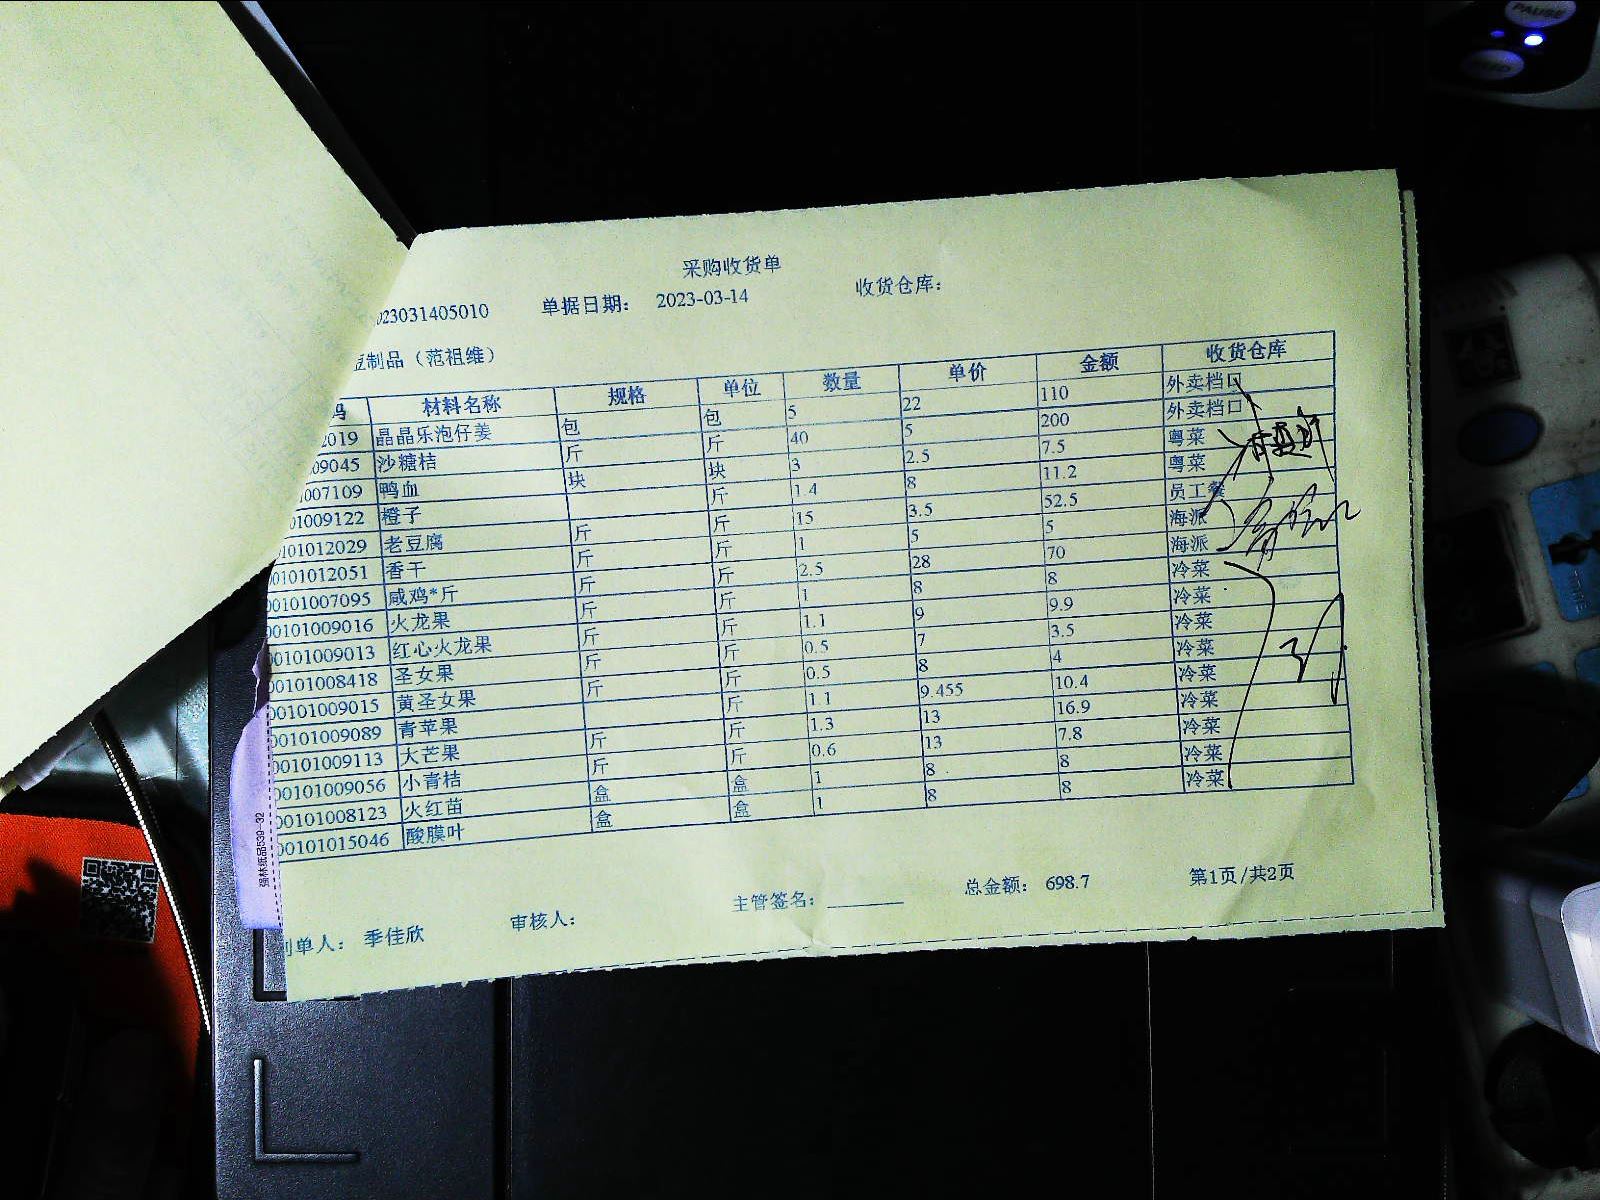 采购收货单
023031405010 单据日期： 2023-03-14 收货仓库：
豆制品（范祖维）
码 材料名称 规格 单位 数量 单价 金额 收货仓库
2019 晶晶乐泡仔姜 包 包 5 22 110 外卖档口
09045 沙糖桔 斤 斤 40 5 200 外卖档口
007109 鸭血 块 块 3 2.5 7.5 粤菜
01009122 橙子 斤 1.4 8 11.2 粤菜
0101012029 老豆腐 斤 斤 15 3.5 52.5 员工餐
00101012051 香干 斤 斤 1 5 5 海派
00101007095 咸鸡*斤 斤 斤 2.5 28 70 海派
00101009016 火龙果 斤 斤 1 8 8 冷菜
00101009013 红心火龙果 斤 斤 1.1 9 9.9 冷菜
00101008418 圣女果 斤 斤 0.5 7 3.5 冷菜
00101009015 黄圣女果 斤 斤 0.5 8 4 冷菜
00101009089 青苹果 斤 1.1 9.455 10.4 冷菜
00101009113 大芒果 斤 斤 1.3 13 16.9 冷菜
00101009056 小青桔 斤 斤 0.6 13 7.8 冷菜
00101008123 火红苗 盒 盒 1 8 8 冷菜
00101015046 酸膜叶 盒 盒 1 8 8 冷菜
制单人： 季佳欣 审核人： 主管签名： 总金额： 698.7 第1页/共2页
强林纸品539-32
PAUSE